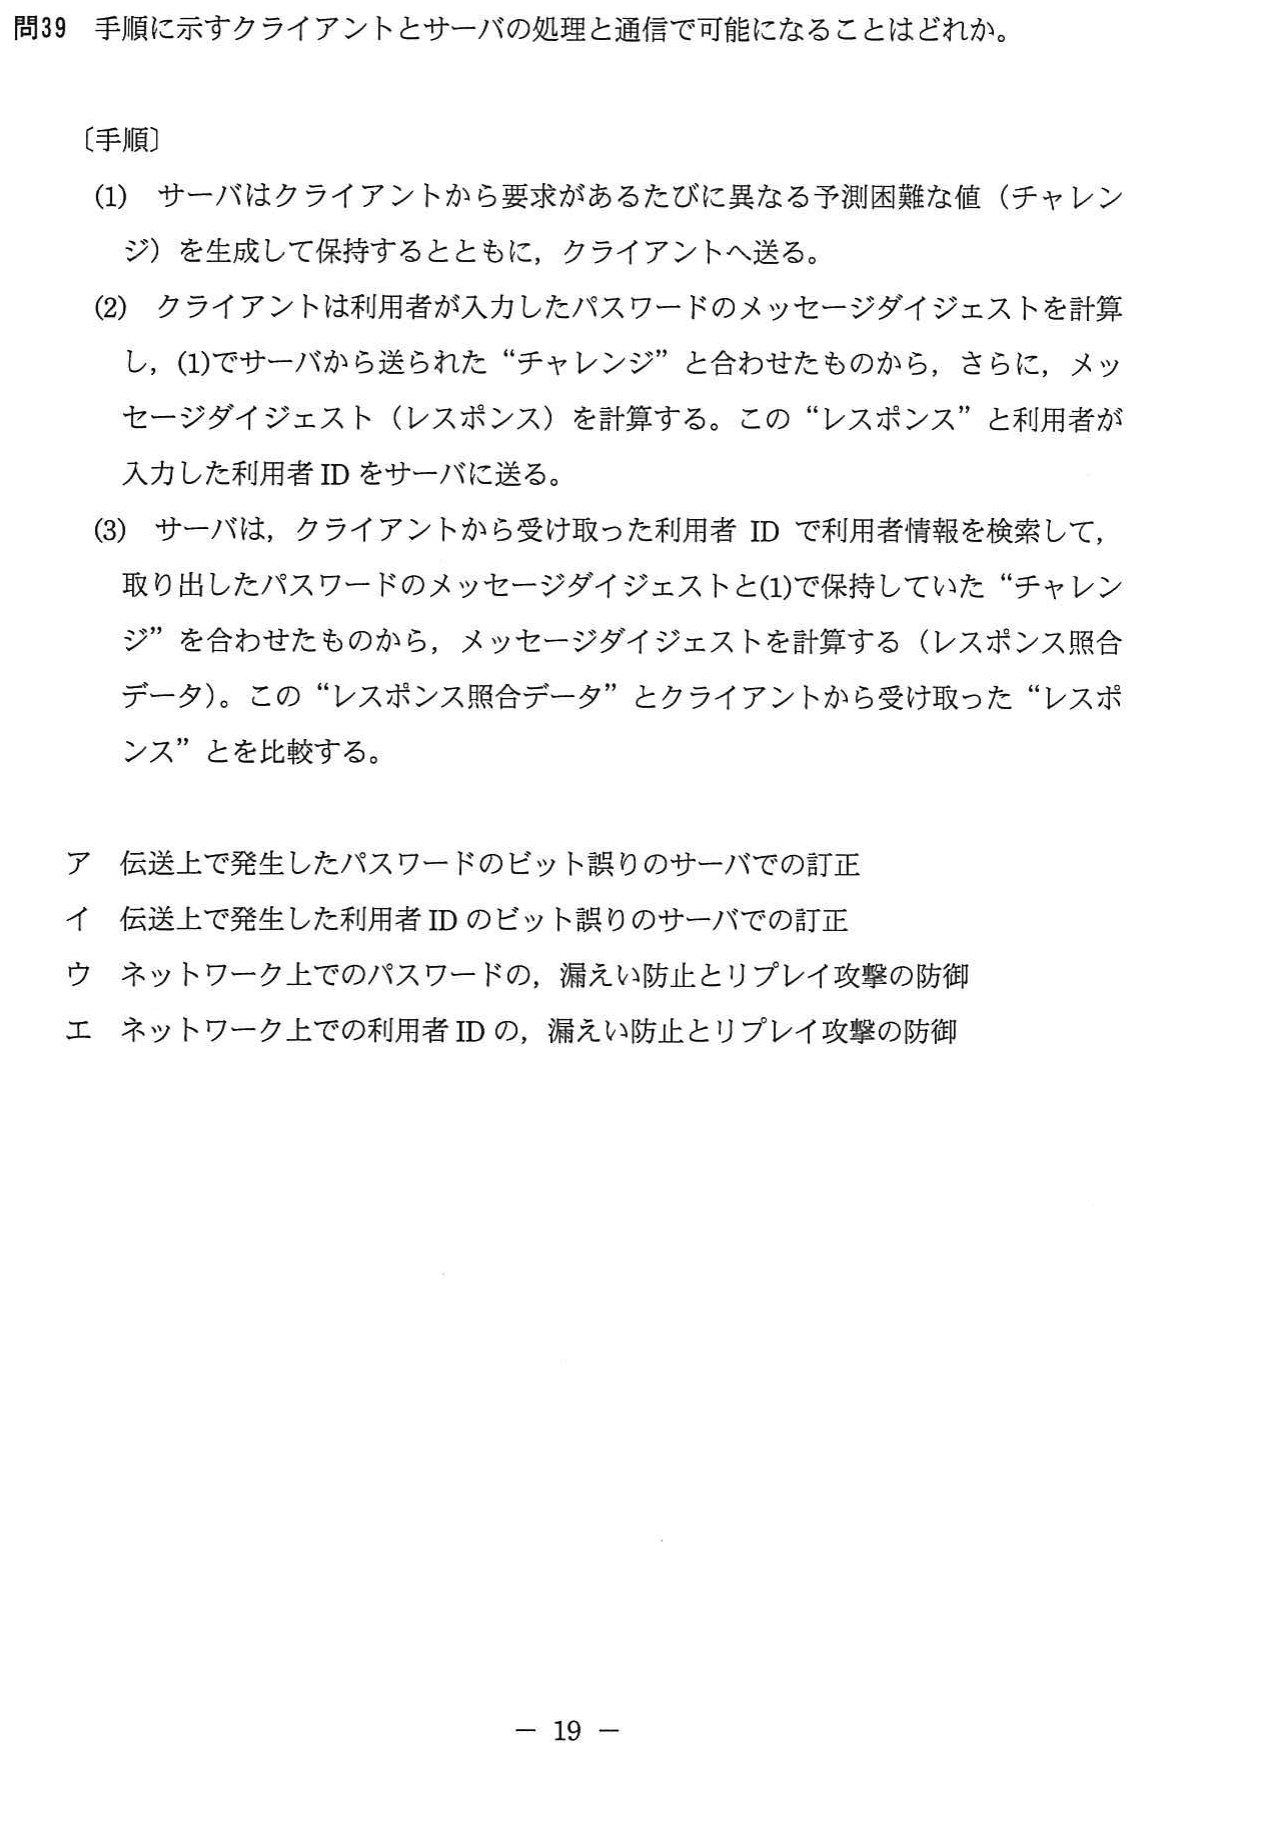 問39　手順に示すクライアントとサーバの処理と通信で可能になることはどれか。
〔手順〕
(1)　サーバはクライアントから要求があるたびに異なる予測困難な値（チャレン
ジ）を生成して保持するとともに，クライアントへ送る。
(2)　クライアントは利用者が入力したパスワードのメッセージダイジェストを計算
し，(1)でサーバから送られた“チャレンジ”と合わせたものから，さらに，メッ
セージダイジェスト（レスポンス）を計算する。この“レスポンス”と利用者が
入力した利用者 ID をサーバに送る。
(3)　サーバは，クライアントから受け取った利用者 ID で利用者情報を検索して，
取り出したパスワードのメッセージダイジェストと(1)で保持していた“チャレン
ジ”を合わせたものから，メッセージダイジェストを計算する（レスポンス照合
データ）。この“レスポンス照合データ”とクライアントから受け取った“レスポ
ンス”とを比較する。
ア　伝送上で発生したパスワードのビット誤りのサーバでの訂正
イ　伝送上で発生した利用者 ID のビット誤りのサーバでの訂正
ウ　ネットワーク上でのパスワードの，漏えい防止とリプレイ攻撃の防御
エ　ネットワーク上での利用者 ID の，漏えい防止とリプレイ攻撃の防御
－ 19 －